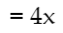 = 4x